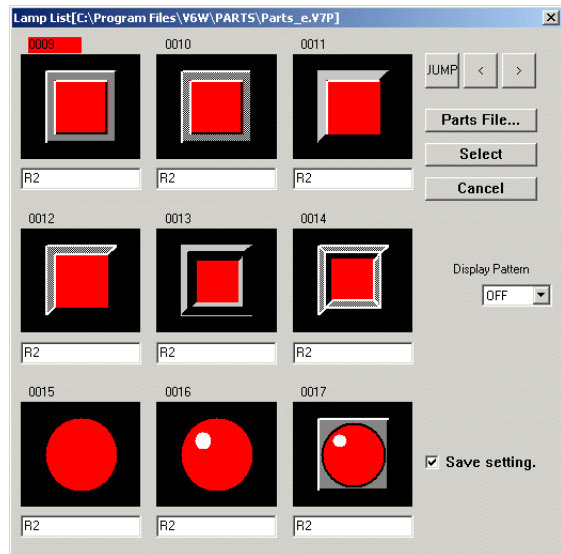 Lamp List[C:\Program Files\V6W\PARTS\Parts_e.V7P]
0009 0010 0011
JUMP < >
Parts File...
Select
R2 R2 R2
Cancel
0012 0013 0014
Display Pattern
OFF
R2 R2 R2
0015 0016 0017
Save setting.
R2 R2 R2